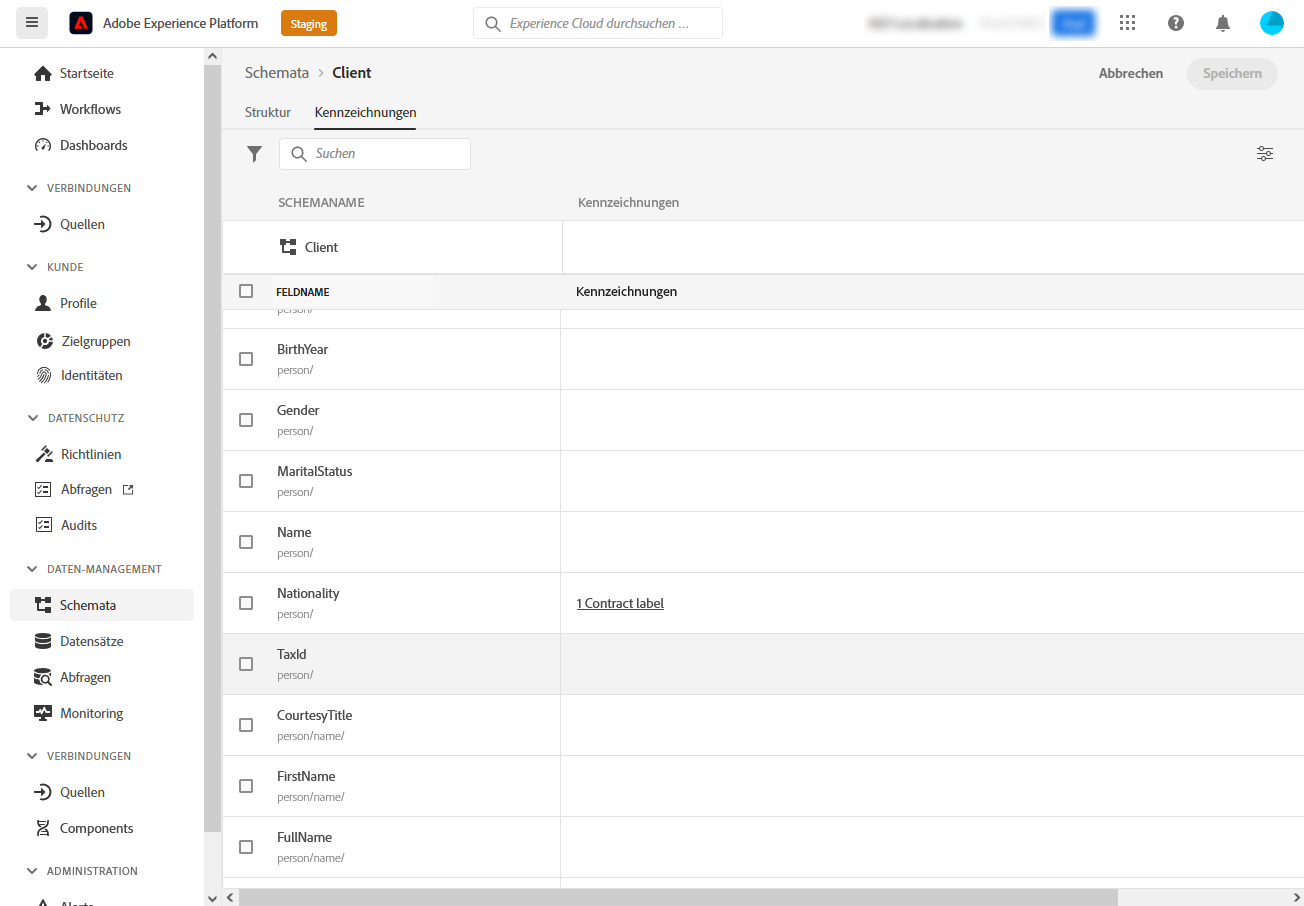 Adobe Experience Platform
Staging
Experience Cloud durchsuchen ...
Startseite
Workflows
Dashboards
VERBINDUNGEN
Quellen
KUNDE
Profile
Zielgruppen
Identitäten
DATENSCHUTZ
Richtlinien
Abfragen
Audits
DATEN-MANAGEMENT
Schemata
Datensätze
Abfragen
Monitoring
VERBINDUNGEN
Quellen
Components
ADMINISTRATION
Alerts
Schemata > Client
Abbrechen
Speichern
Struktur
Kennzeichnungen
Suchen
SCHEMANAME
Kennzeichnungen
Client
FELDNAME
Kennzeichnungen
person/
BirthYear
person/
Gender
person/
MaritalStatus
person/
Name
person/
Nationality
person/
1 Contract label
TaxId
person/
CourtesyTitle
person/name/
FirstName
person/name/
FullName
person/name/